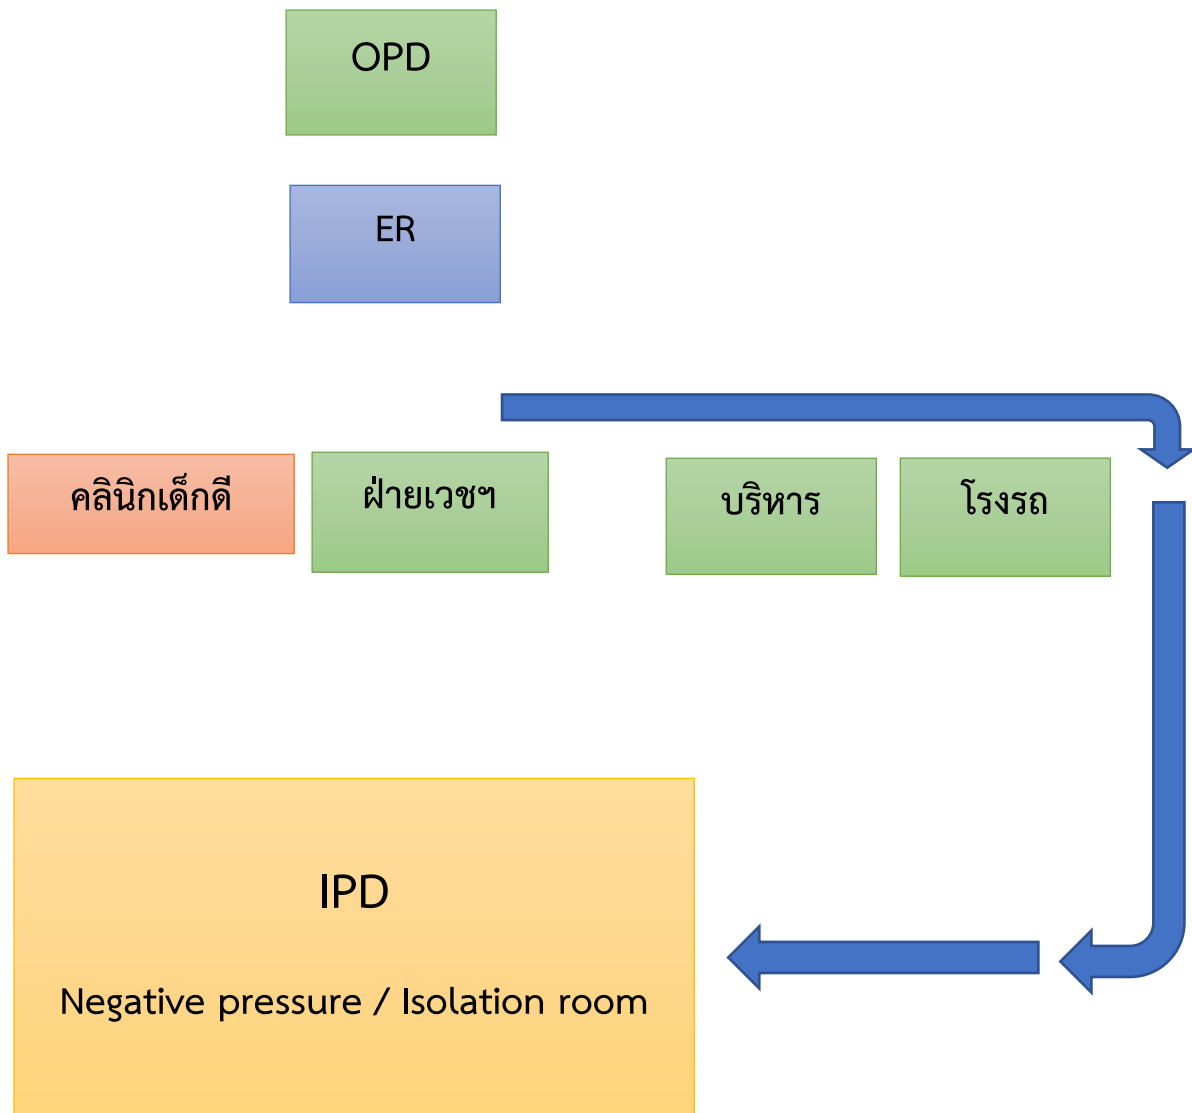 OPD
ER
คลินิกเด็กดี
ฝ่ายเวชฯ
บริหาร
โรงรถ
IPD
Negative pressure / Isolation room